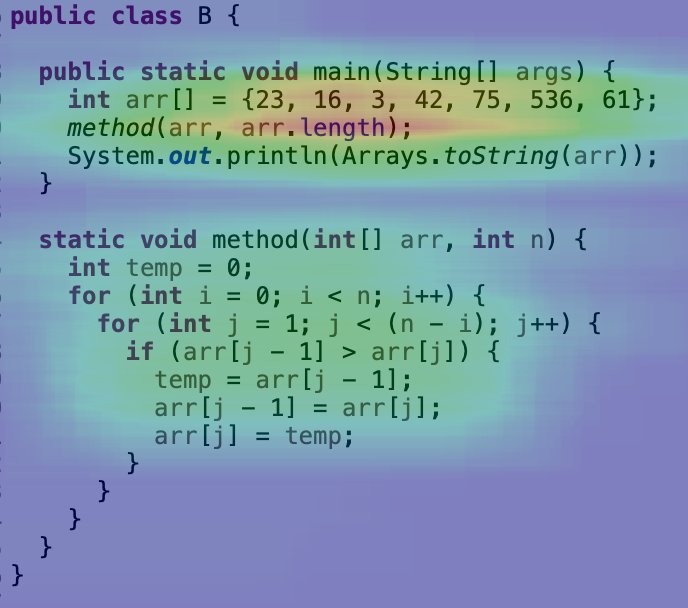 public class B {
public static void main(String[] args) {
int arr[] = {23, 16, 3, 42, 75, 536, 61};
method(arr, arr.length);
System.out.println(Arrays.toString(arr));
}
static void method(int[] arr, int n) {
int temp = 0;
for (int i = 0; i < n; i++) {
for (int j = 1; j < (n - i); j++) {
if (arr[j - 1] > arr[j]) {
temp = arr[j - 1];
arr[j - 1] = arr[j];
arr[j] = temp;
}
}
}
}
}